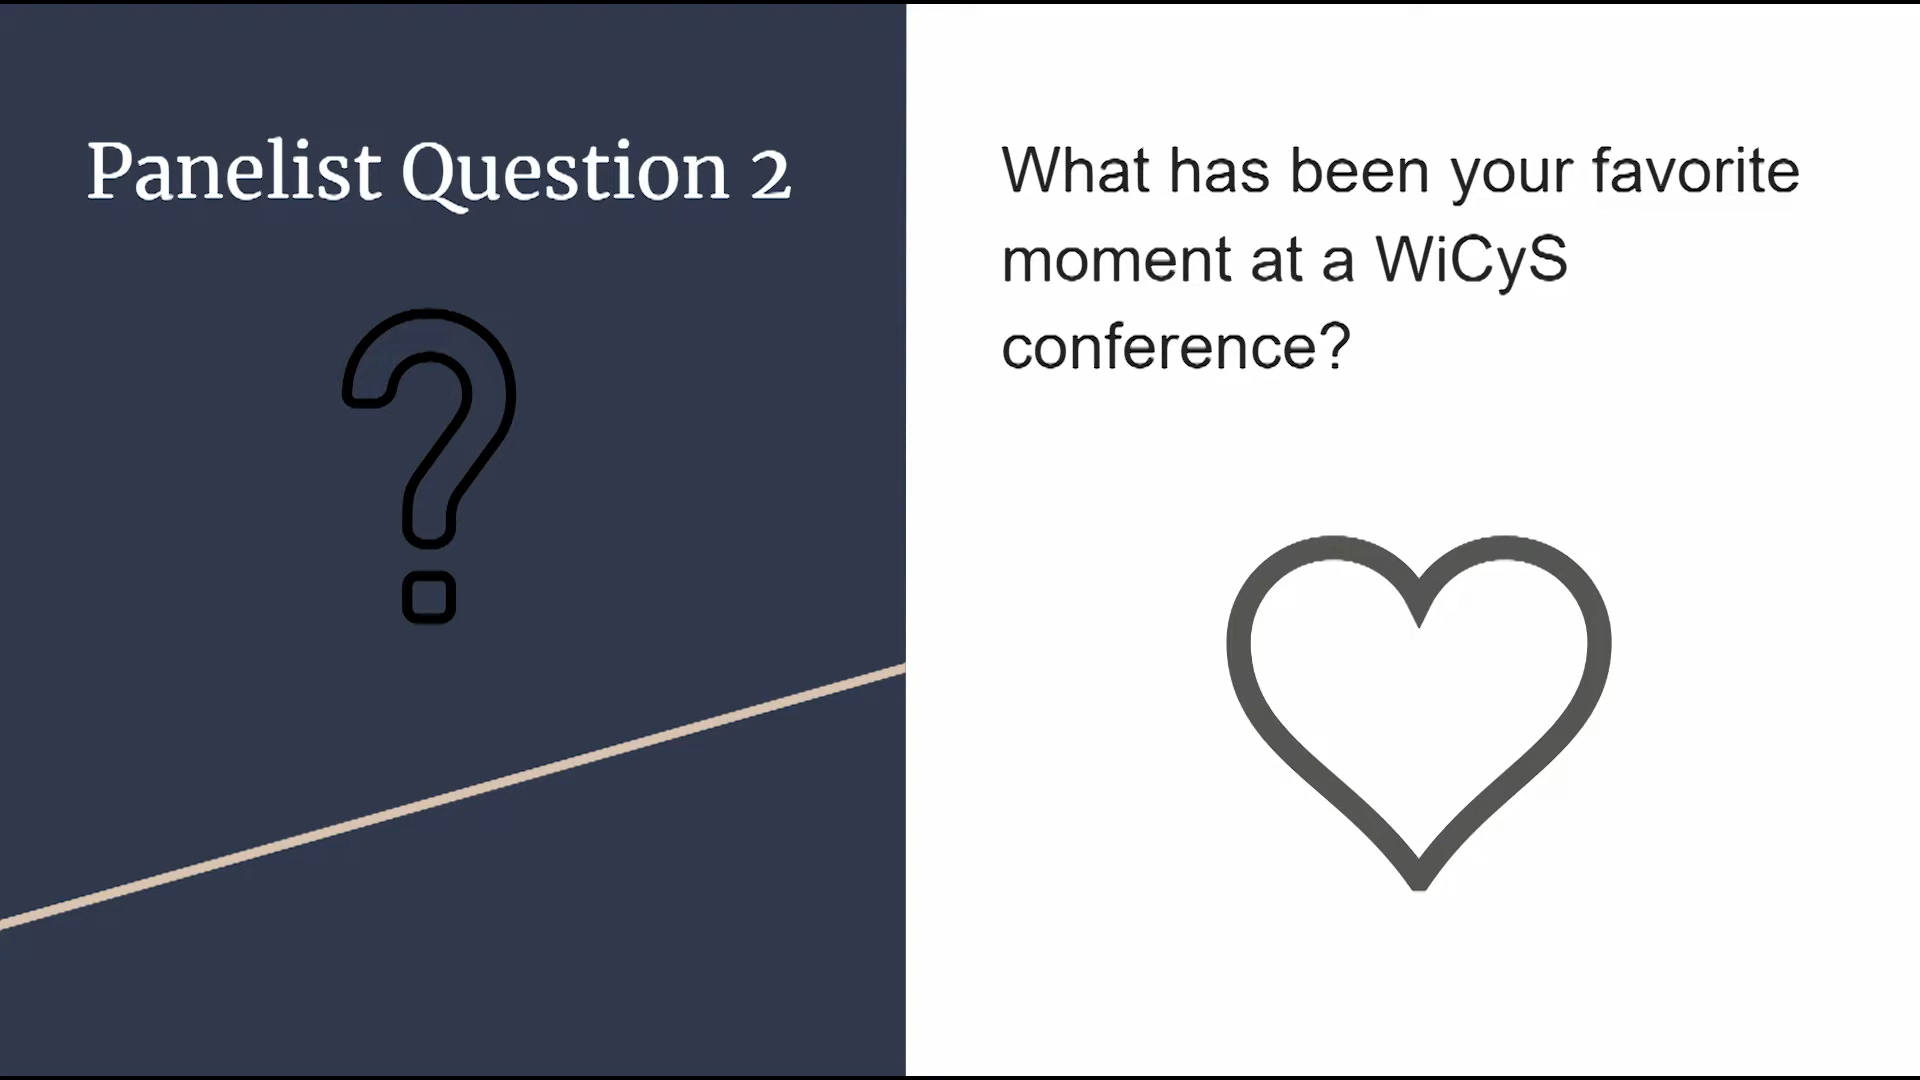 Panelist Question 2
What has been your favorite
moment at a WiCyS
conference?